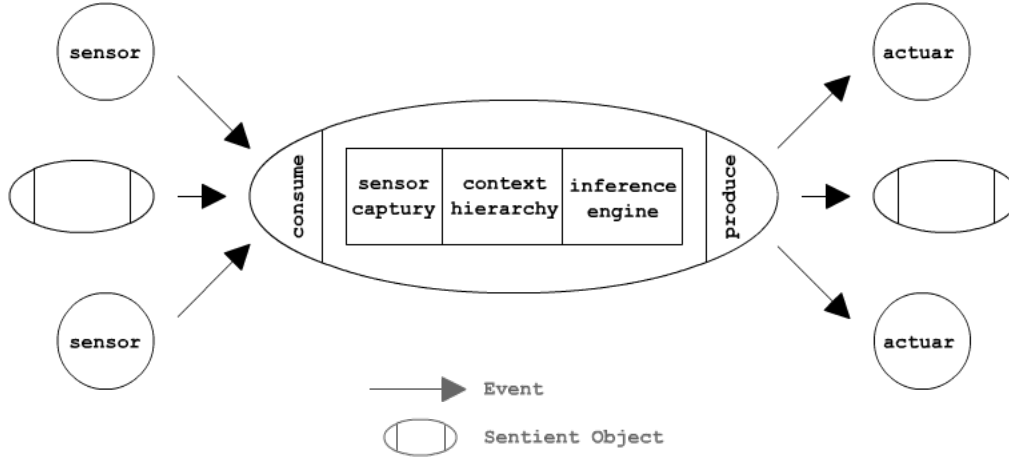 sensor
actuar
consume
sensor
captury
context
hierarchy
inference
engine
produce
sensor
actuar
Event
Sentient Object